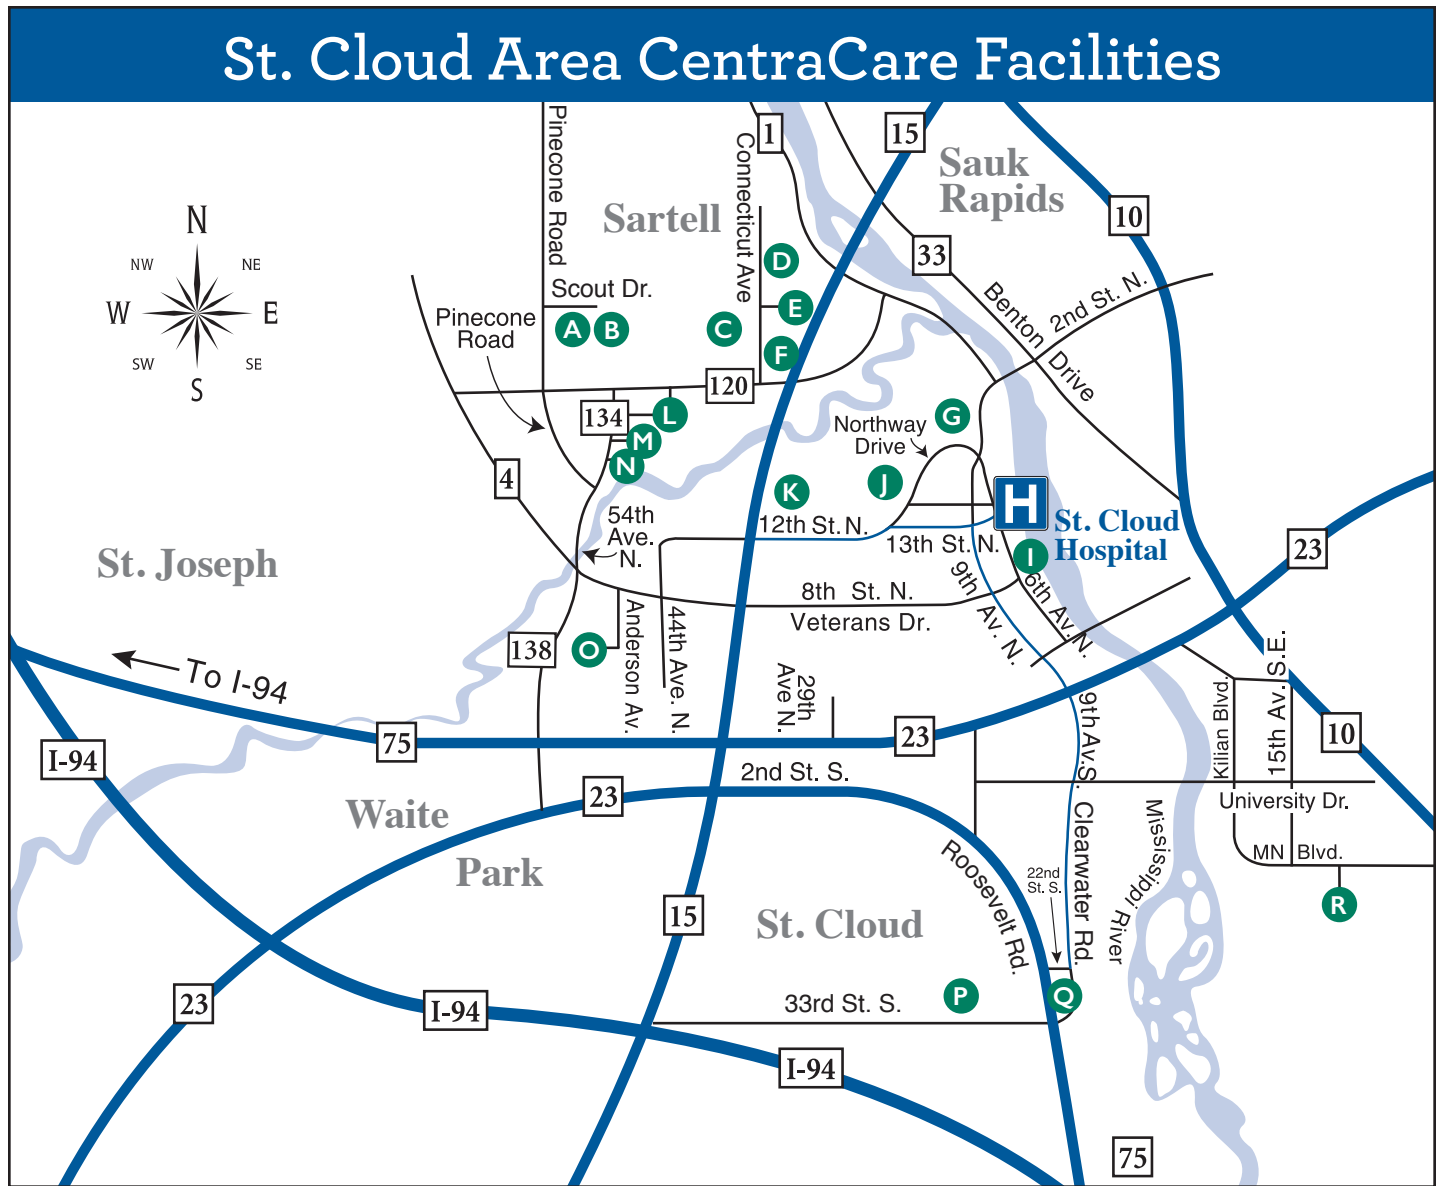 St. Cloud Area CentraCare Facilities
Pinecone Road
Connecticut Ave
1
15
Sauk
Rapids
10
33
Sartell
N
NW
NE
W
E
SW
SE
S
D
E
Scout Dr.
A
B
C
F
Benton Drive
2nd St. N.
Pinecone
Road
120
134
L
M
N
G
Northway
Drive
J
K
4
H
St. Cloud
Hospital
54th
Ave.
N.
12th St. N.
13th St. N.
I
23
St. Joseph
8th St. N.
Veterans Dr.
9th Av. N.
6th Av. N.
138
O
Anderson Av.
44th Ave. N.
29th
Ave N.
To I-94
75
23
I-94
9th Av. S.
Kilian Blvd.
15th Av. S.E.
10
2nd St. S.
23
Waite
Park
University Dr.
MN Blvd.
Roosevelt Rd.
22nd
St. S.
Clearwater Rd.
Mississippi River
R
15
St. Cloud
23
I-94
33rd St. S.
P
Q
I-94
75